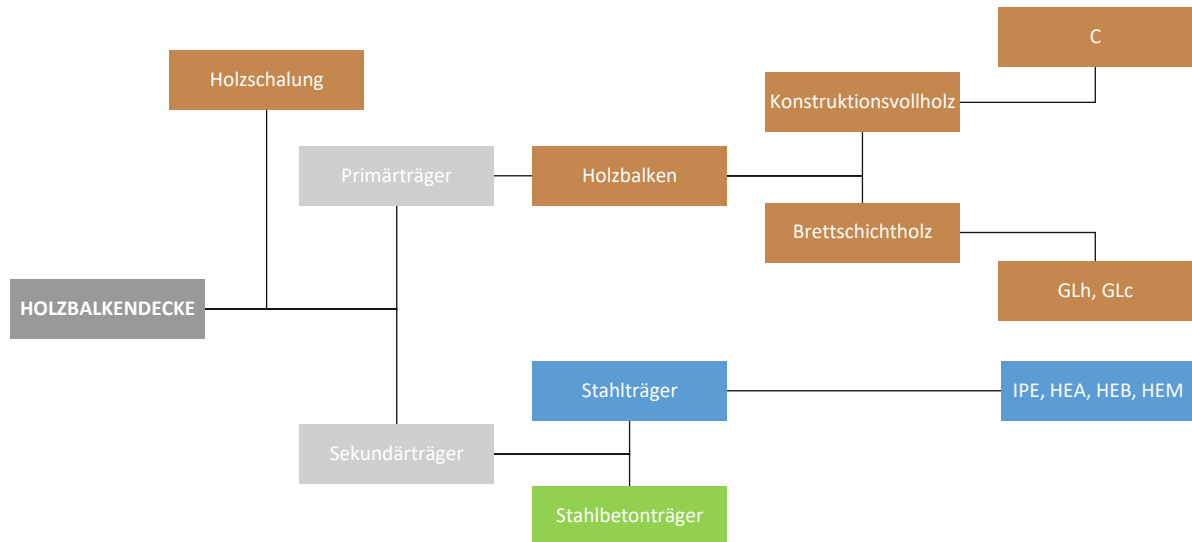 C
Holzschalung
Konstruktionsvollholz
Primärträger
Holzbalken
Brettschichtholz
HOLZBALKENDECKE
GLh, GLc
Stahlträger
IPE, HEA, HEB, HEM
Sekundärträger
Stahlbetonträger